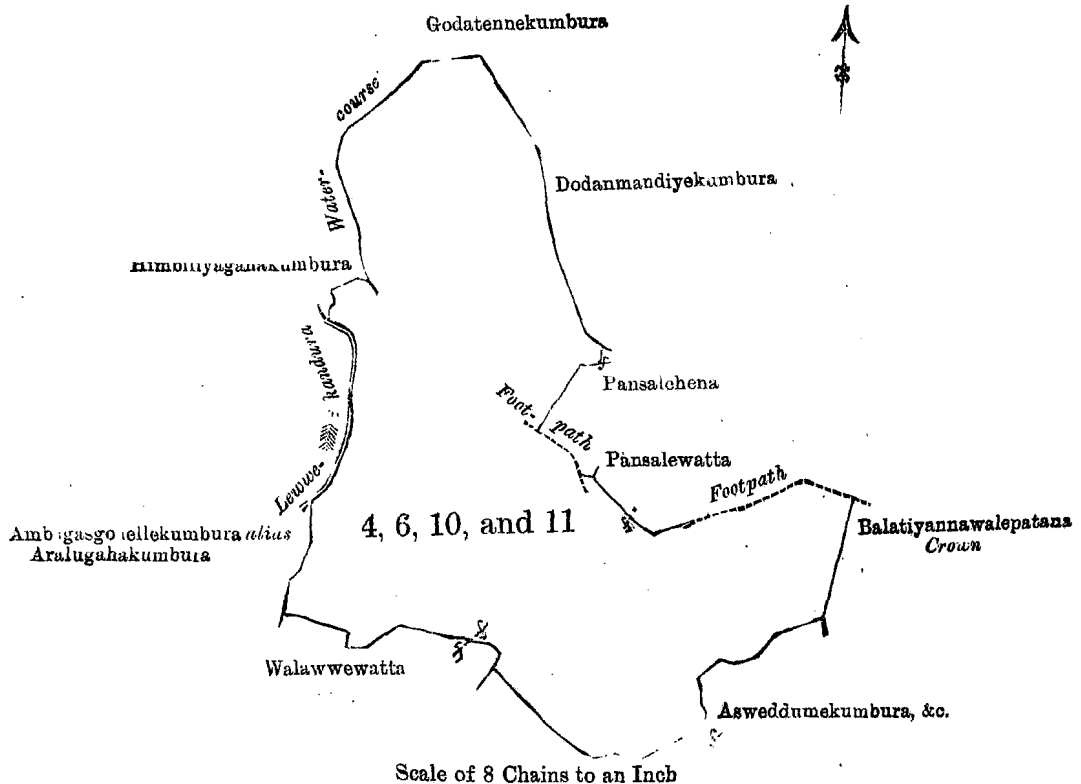 Godatennekumbura
Water-course
Dodanmandiyekumbura
Lewwe-kandura
Pansalehena
Foot-path
Pansalewatta
Footpath
4, 6, 10, and 11
alias
Aralugahakumbura
Balatiyannawalepatana
Crown
Walawwewatta
Asweddumekumbura, &c.
Scale of 8 Chains to an Inch